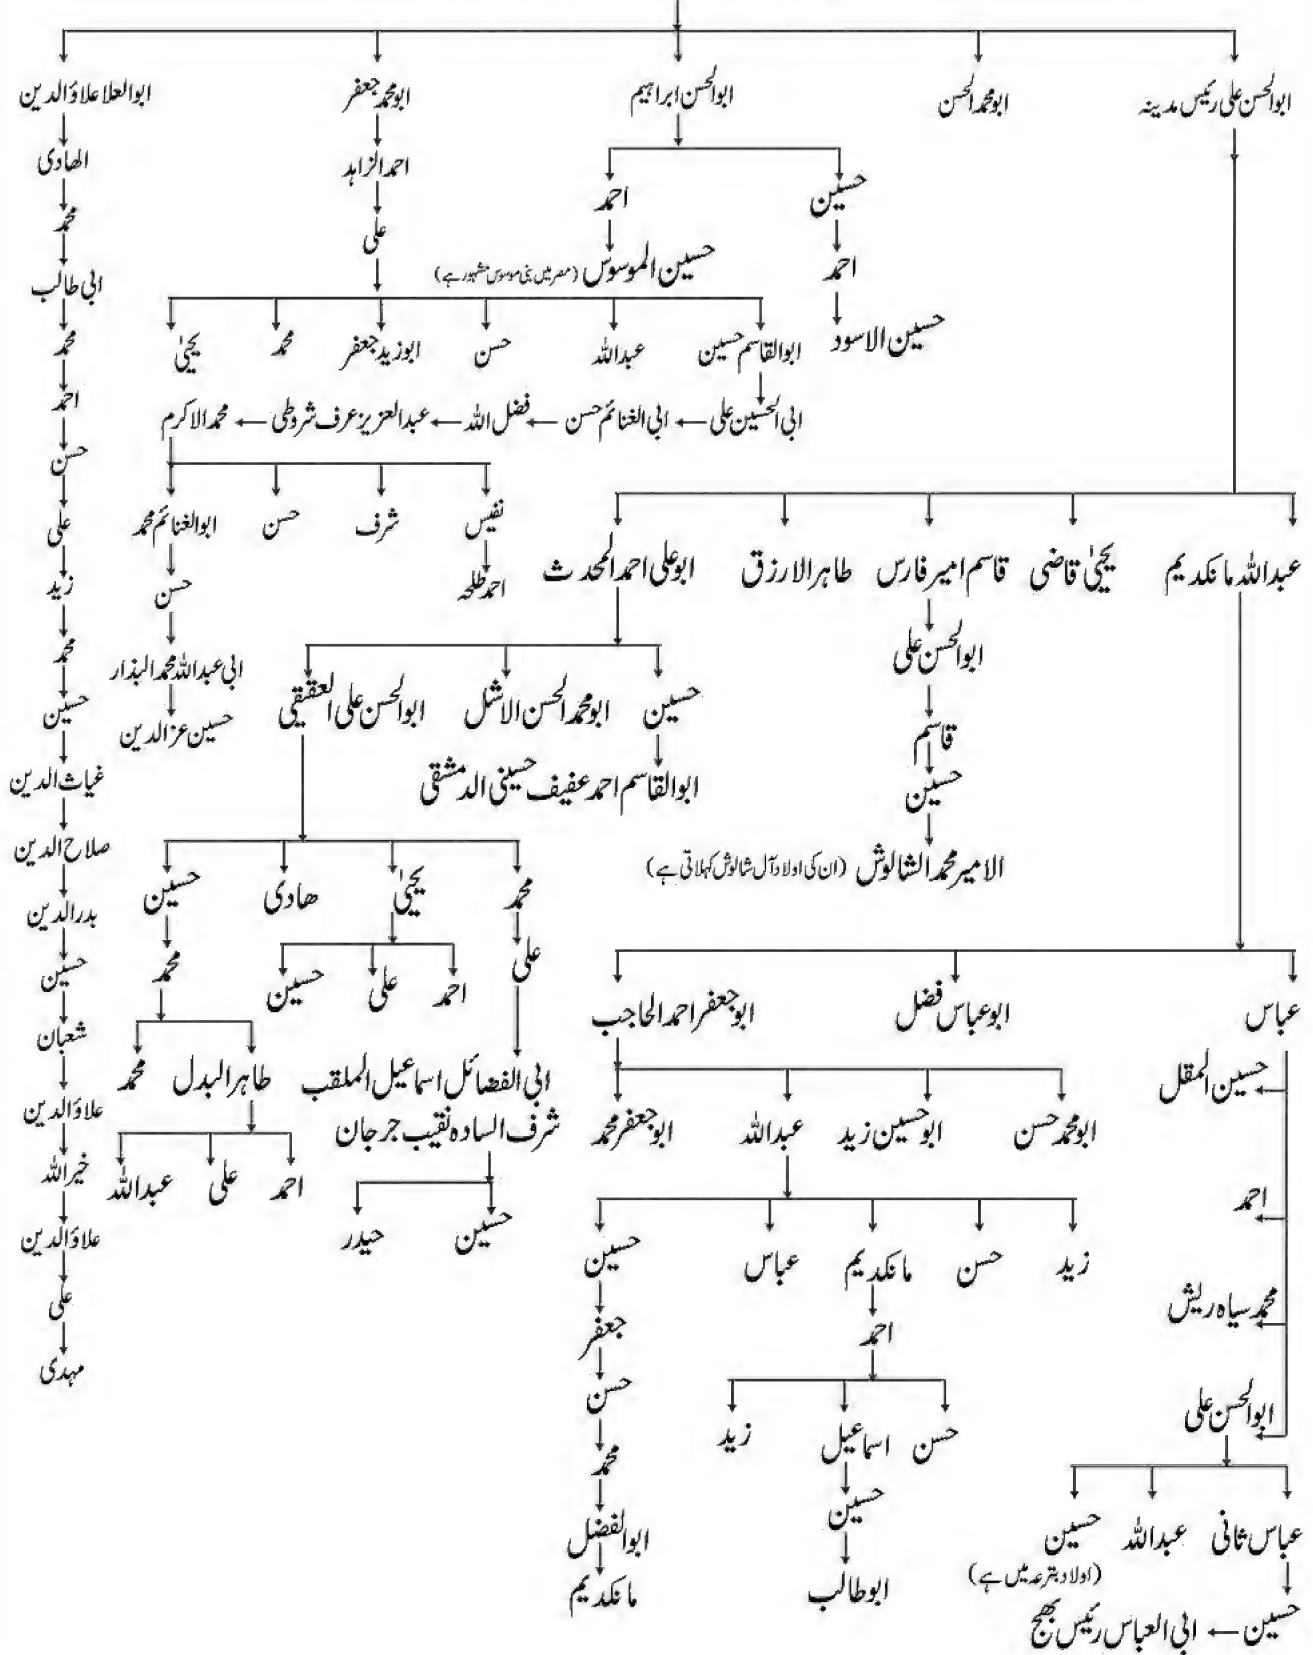 ابوالحسن علی رئیس مدینہ
ابومحمد الحسن
ابوالحسن ابراہیم
ابومحمد جعفر
ابوالعلا علاؤالدین
حسین
احمد
احمد الزاہد
الھادی
احمد
حسین الموسوس (مصر میں بنی موسوس مشہور ہے)
علی
محمد
حسین الاسود
ابی طالب
ابوالقاسم حسین
عبداللہ
حسن
ابوزید جعفر
محمد
یحییٰ
محمد
ابی الحسین علی ← ابی الغنائم حسن ← فضل اللہ ← عبدالعزیز عرف شروطی ← محمد الاکرم
احمد
حسن
نفیس
شرف
حسن
ابوالغنائم محمد
علی
احمد طلحہ
حسن
زید
عبداللہ مانکدیم
یحییٰ قاضی
قاسم امیر فارس
طاہر الارزق
ابوعلی احمد المحدث
ابوالحسن علی
ابی عبداللہ محمد البذار
محمد
حسین
ابومحمد الحسن الاشل
ابوالحسن علی العقیقی
حسین عزالدین
حسین
قاسم
ابوالقاسم احمد عفیف حسینی الدمشقی
غیاث الدین
حسین
صلاح الدین
الامیر محمد الشالوش (ان کی اولاد آل شالوش کہلاتی ہے)
محمد
یحییٰ
ھادی
حسین
بدرالدین
علی
احمد
علی
حسین
محمد
حسین
عباس
ابوعباس فضل
ابوجعفر احمد الحاجب
شعبان
حسین المقل
ابی الفضائل اسماعیل الملقب
شرف السادہ نقیب جرجان
طاہر البدل
محمد
علاؤالدین
ابومحمد حسن
ابوحسین زید
عبداللہ
ابوجعفر محمد
خیراللہ
احمد
علی
عبداللہ
احمد
حسین
حیدر
علاؤالدین
زید
حسن
مانکدیم
عباس
حسین
علی
محمد سیاہ ریش
احمد
جعفر
مہدی
حسن
ابوالحسن علی
حسن
اسماعیل
زید
محمد
حسین
عباس ثانی
عبداللہ
حسین
(اولاد بترعہ میں ہے)
ابوالفضل
ابوطالب
مانکدیم
حسین ← ابی العباس رئیس بھج